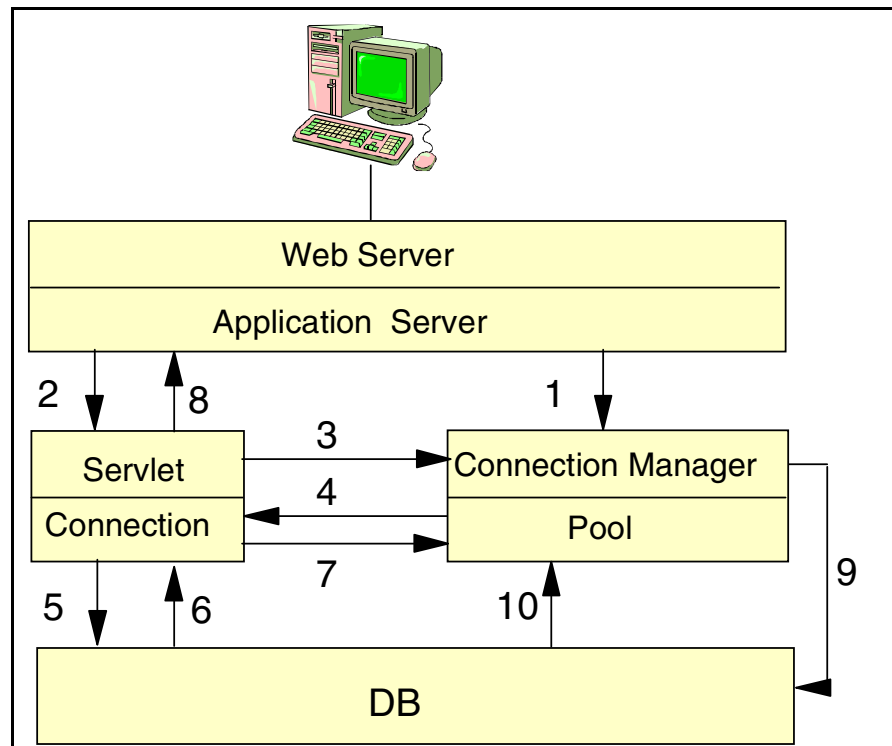 Web Server
Application Server
2
8
1
3
Servlet
Connection Manager
4
Connection
Pool
7
9
5
6
10
DB